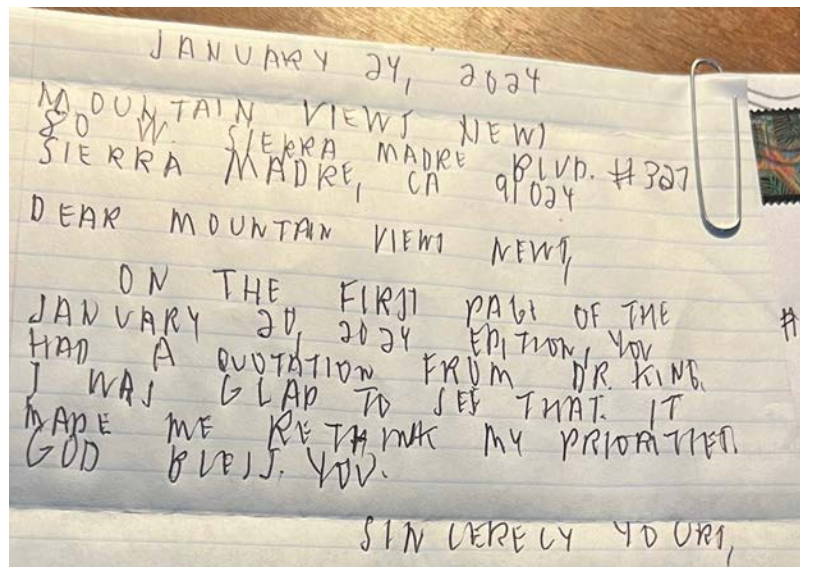 JANUARY 24, 2024
MOUNTAIN VIEWS NEWS
80 W. SIERRA MADRE BLVD. #327
SIERRA MADRE, CA 91024
DEAR MOUNTAIN VIEWS NEWS,
ON THE FIRST PAGE OF THE
JANUARY 20, 2024 EDITION, YOU
HAD A QUOTATION FROM DR. KING.
I WAS GLAD TO SEE THAT. IT
MADE ME RETHINK MY PRIORITIES.
GOD BLESS. YOU.
SINCERELY YOURS,
#